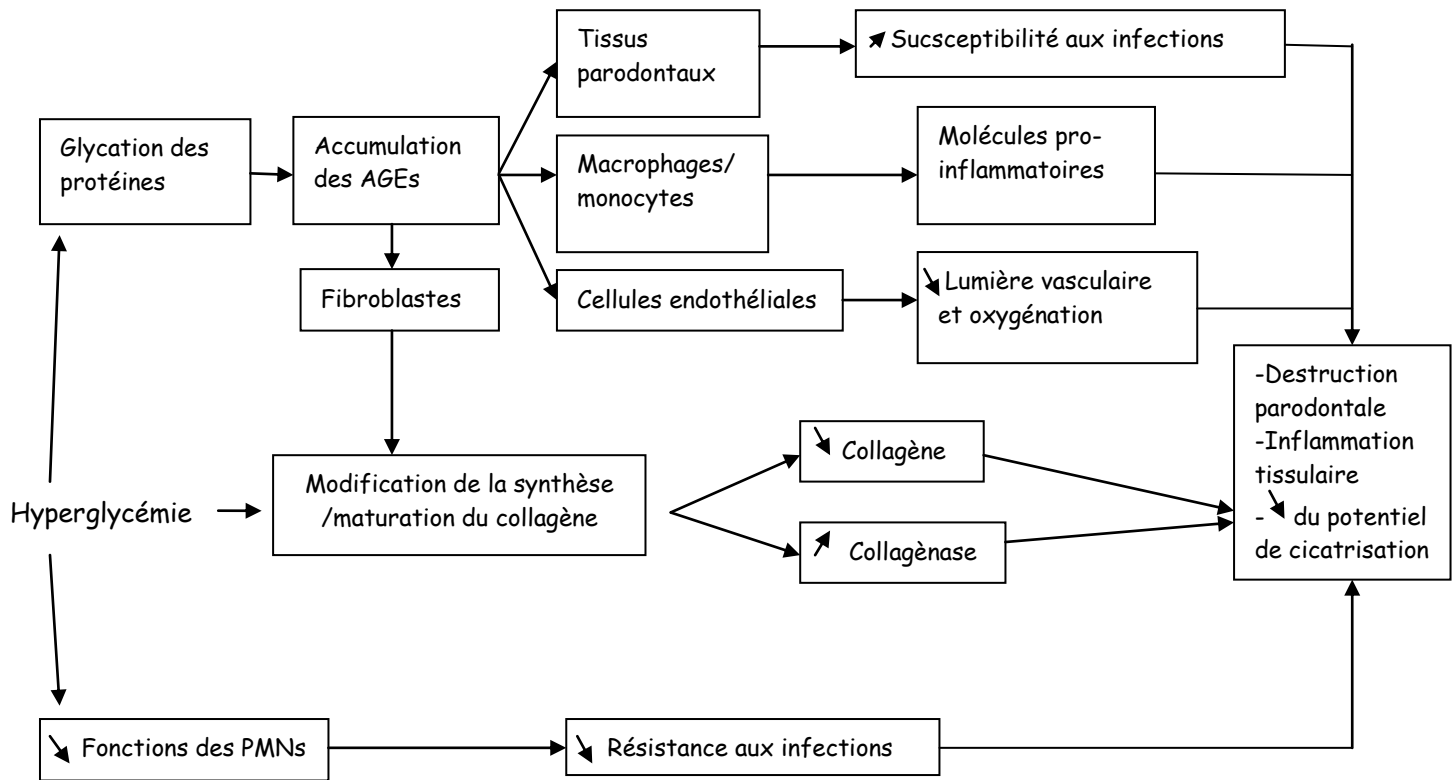 Tissus
parodontaux
↗ Sucsceptibilité aux infections
Glycation des
protéines
Accumulation
des AGEs
Macrophages/
monocytes
Molécules pro-
inflammatoires
Fibroblastes
Cellules endothéliales
↘ Lumière vasculaire
et oxygénation
-Destruction
parodontale
-Inflammation
tissulaire
- ↘ du potentiel
de cicatrisation
Hyperglycémie
Modification de la synthèse
/maturation du collagène
↘ Collagène
↗ Collagènase
↘ Fonctions des PMNs
↘ Résistance aux infections